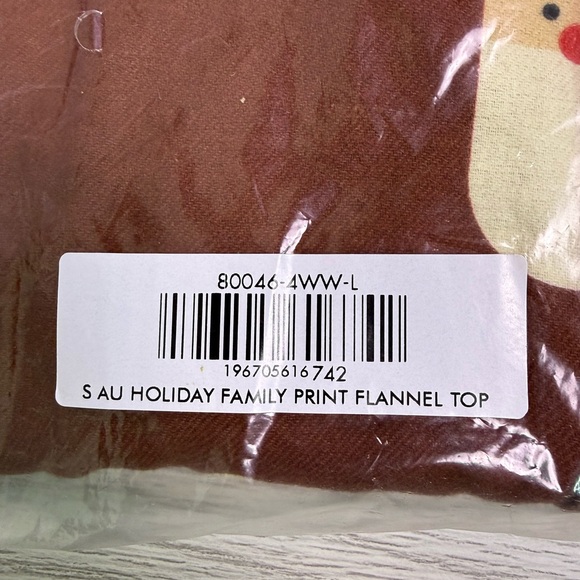 80046-4WW-L
196705616742
S AU HOLIDAY FAMILY PRINT FLANNEL TOP